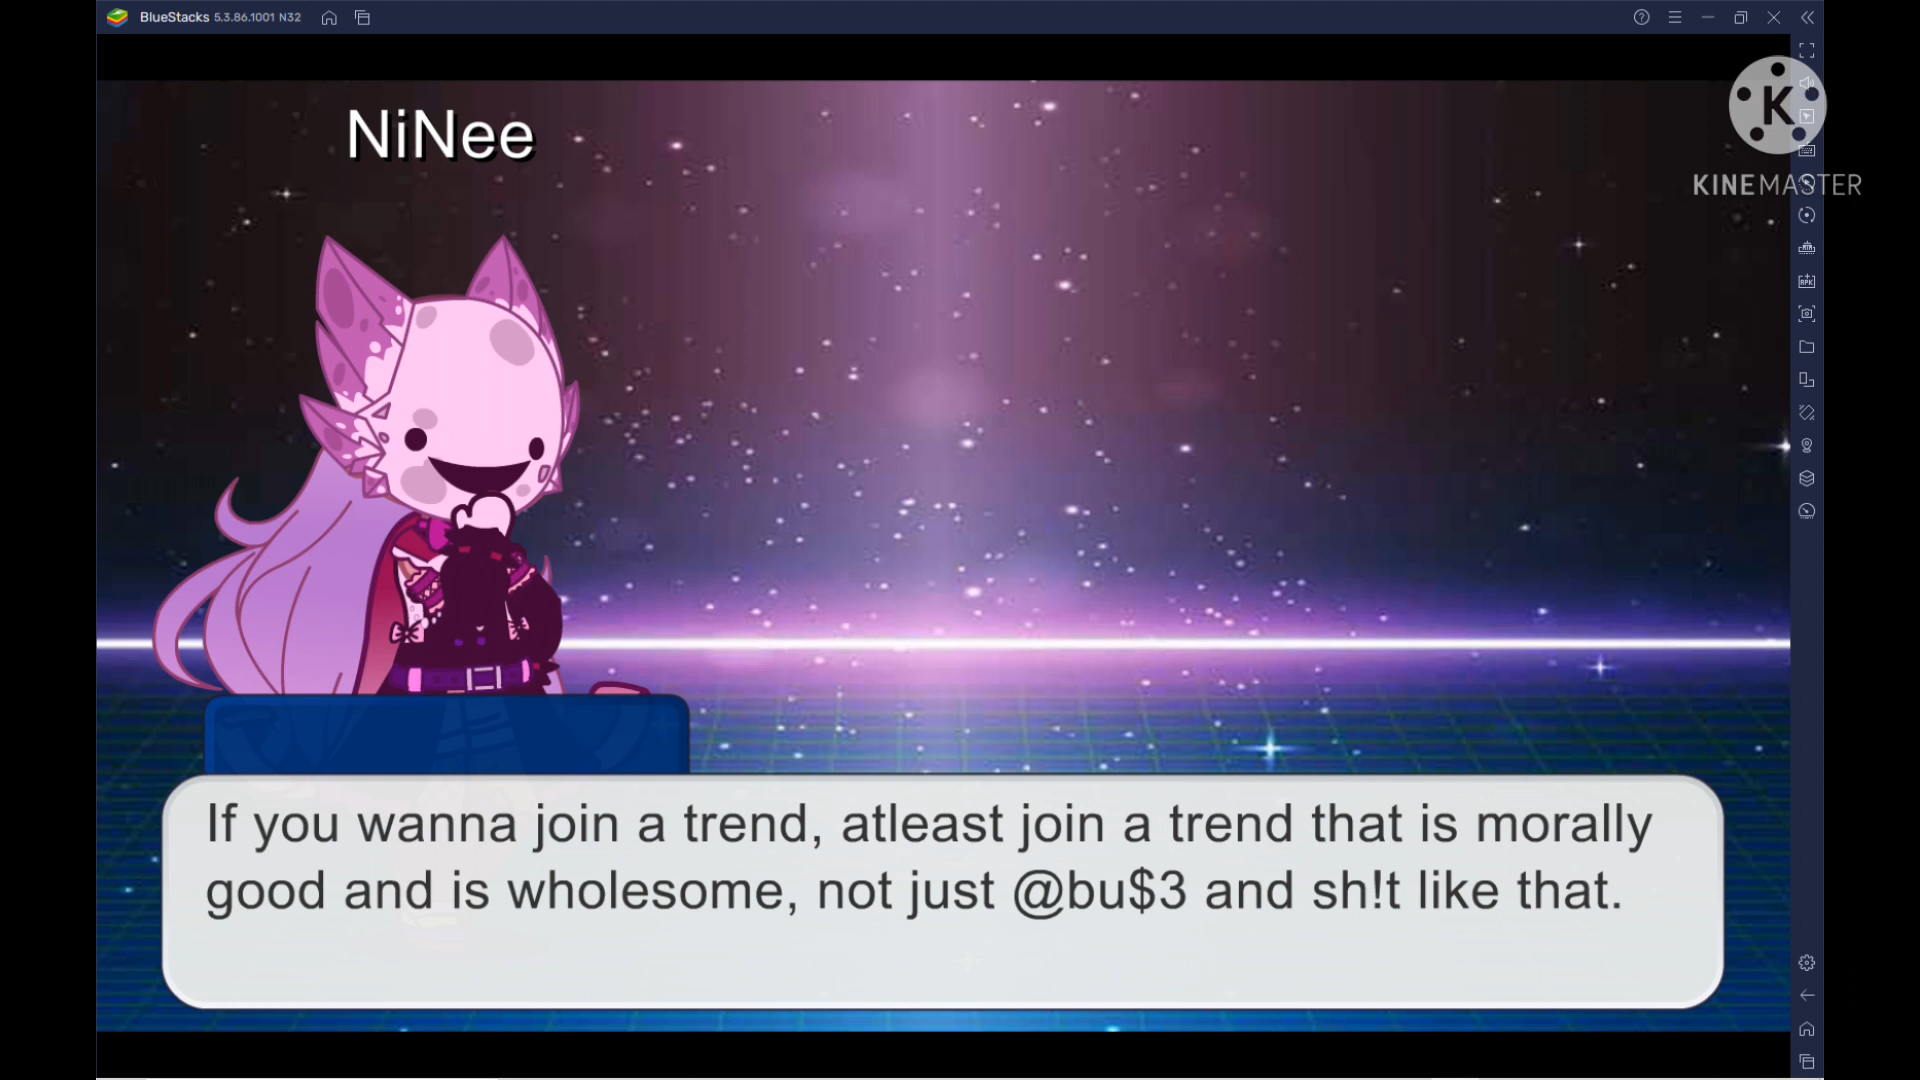 BlueStacks 5.3.86.1001 N32
NiNee
K
KINEMASTER
If you wanna join a trend, atleast join a trend that is morally
good and is wholesome, not just @bu$3 and sh!t like that.